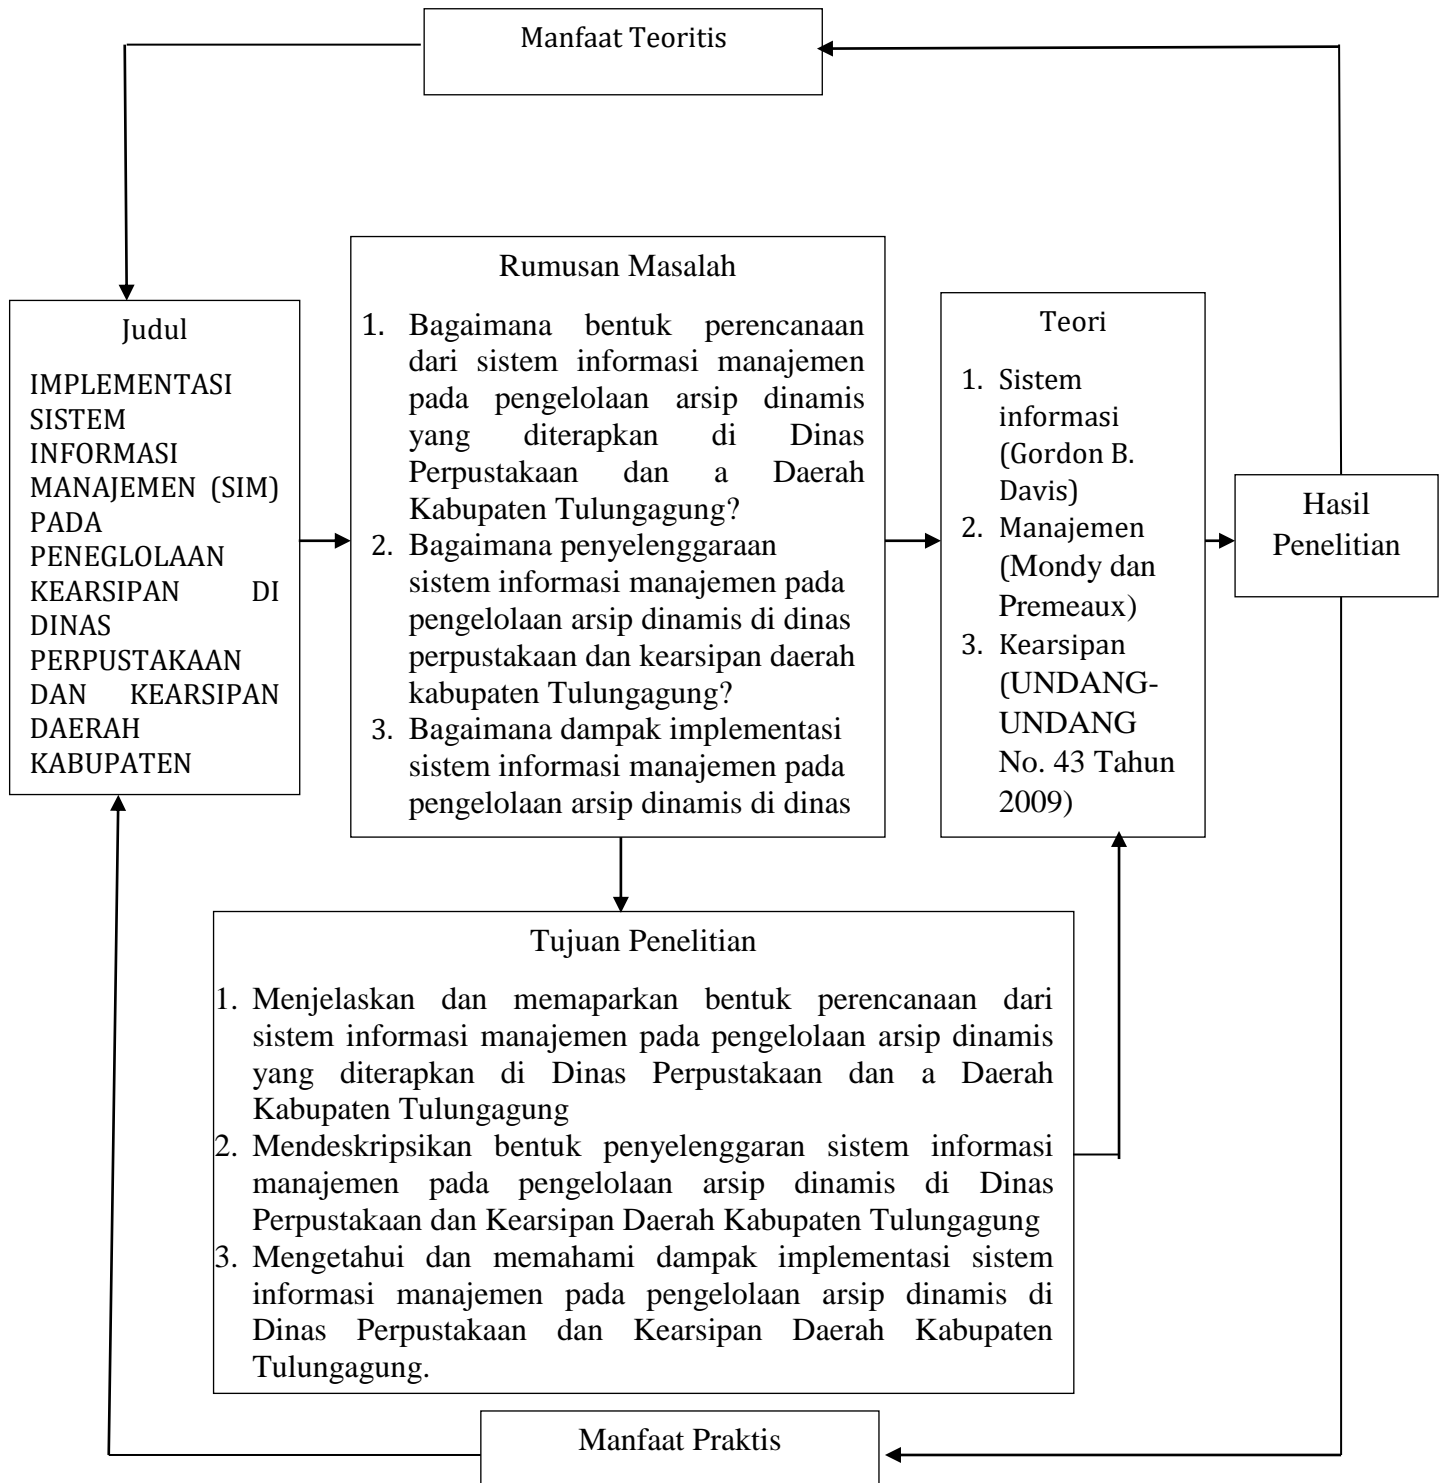 Manfaat Teoritis
Judul
IMPLEMENTASI
SISTEM
INFORMASI
MANAJEMEN (SIM)
PADA
PENEGLOLAAN
KEARSIPAN DI
DINAS
PERPUSTAKAAN
DAN KEARSIPAN
DAERAH
KABUPATEN
Rumusan Masalah
1. Bagaimana bentuk perencanaan
dari sistem informasi manajemen
pada pengelolaan arsip dinamis
yang diterapkan di Dinas
Perpustakaan dan a Daerah
Kabupaten Tulungagung?
2. Bagaimana penyelenggaraan
sistem informasi manajemen pada
pengelolaan arsip dinamis di dinas
perpustakaan dan kearsipan daerah
kabupaten Tulungagung?
3. Bagaimana dampak implementasi
sistem informasi manajemen pada
pengelolaan arsip dinamis di dinas
Teori
1. Sistem
informasi
(Gordon B.
Davis)
2. Manajemen
(Mondy dan
Premeaux)
3. Kearsipan
(UNDANG-
UNDANG
No. 43 Tahun
2009)
Hasil
Penelitian
Tujuan Penelitian
1. Menjelaskan dan memaparkan bentuk perencanaan dari
sistem informasi manajemen pada pengelolaan arsip dinamis
yang diterapkan di Dinas Perpustakaan dan a Daerah
Kabupaten Tulungagung
2. Mendeskripsikan bentuk penyelenggaran sistem informasi
manajemen pada pengelolaan arsip dinamis di Dinas
Perpustakaan dan Kearsipan Daerah Kabupaten Tulungagung
3. Mengetahui dan memahami dampak implementasi sistem
informasi manajemen pada pengelolaan arsip dinamis di
Dinas Perpustakaan dan Kearsipan Daerah Kabupaten
Tulungagung.
Manfaat Praktis